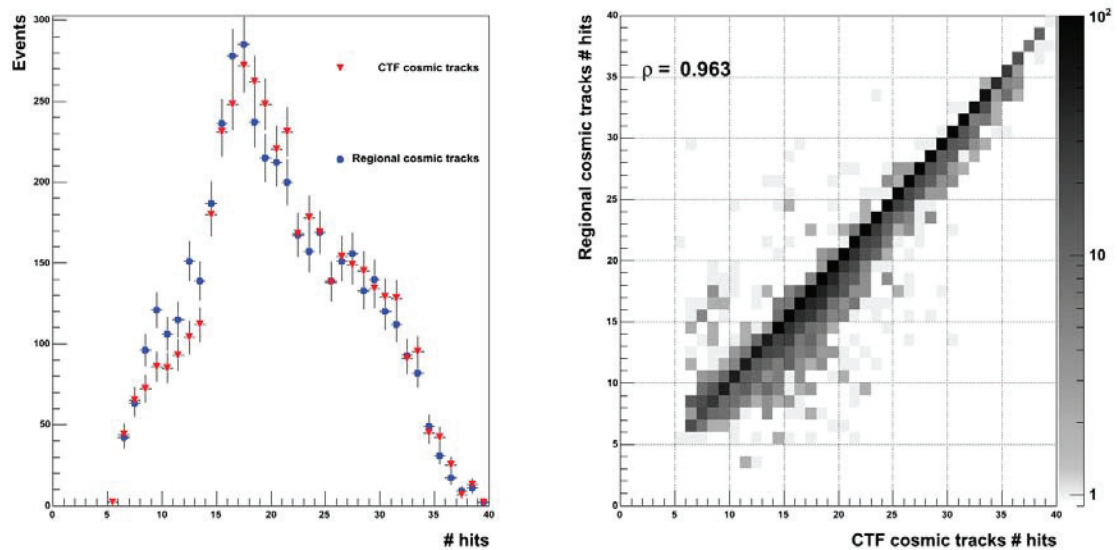 Events
300
250
200
150
100
50
0
CTF cosmic tracks
Regional cosmic tracks
0 5 10 15 20 25 30 35 40
# hits
Regional cosmic tracks # hits
40
35
30
25
20
15
10
5
0
ρ = 0.963
0 5 10 15 20 25 30 35 40
CTF cosmic tracks # hits
10²
10
1